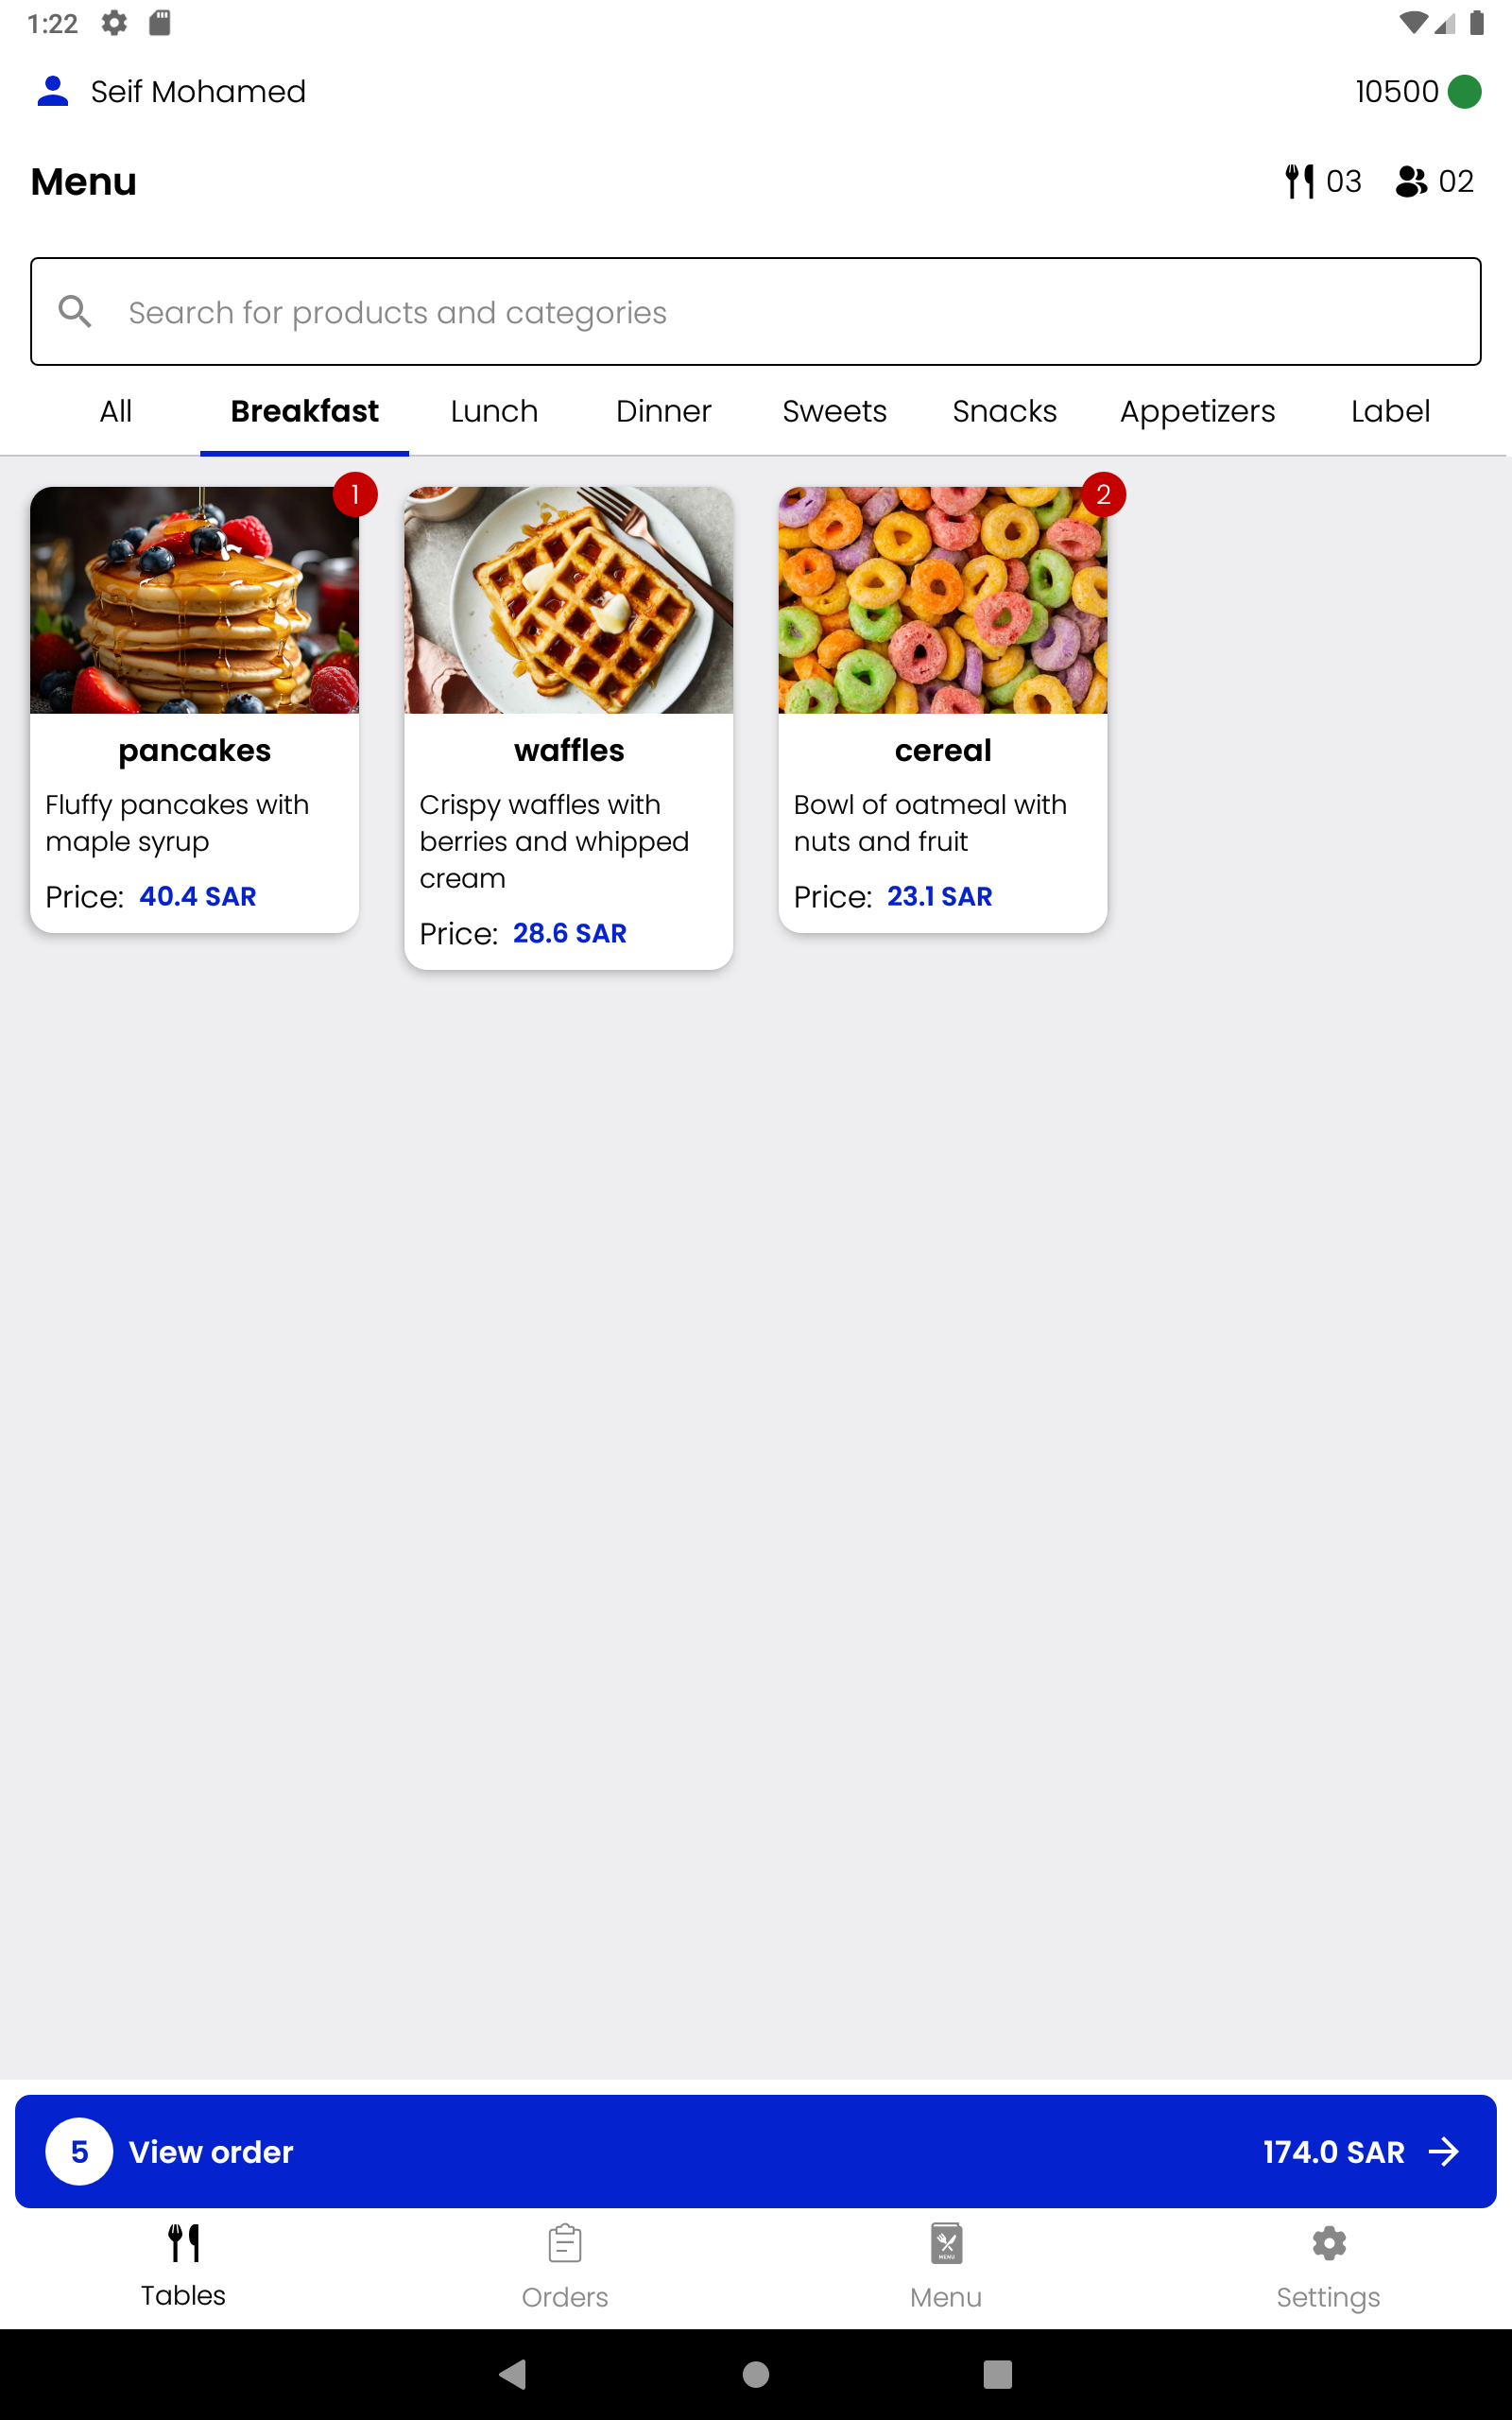 1:22
Seif Mohamed
10500
Menu
03
02
Search for products and categories
All
Breakfast
Lunch
Dinner
Sweets
Snacks
Appetizers
Label
1
2
pancakes
Fluffy pancakes with
maple syrup
Price: 40.4 SAR
waffles
Crispy waffles with
berries and whipped
cream
Price: 28.6 SAR
cereal
Bowl of oatmeal with
nuts and fruit
Price: 23.1 SAR
5 View order
174.0 SAR
Tables
Orders
MENU
Menu
Settings